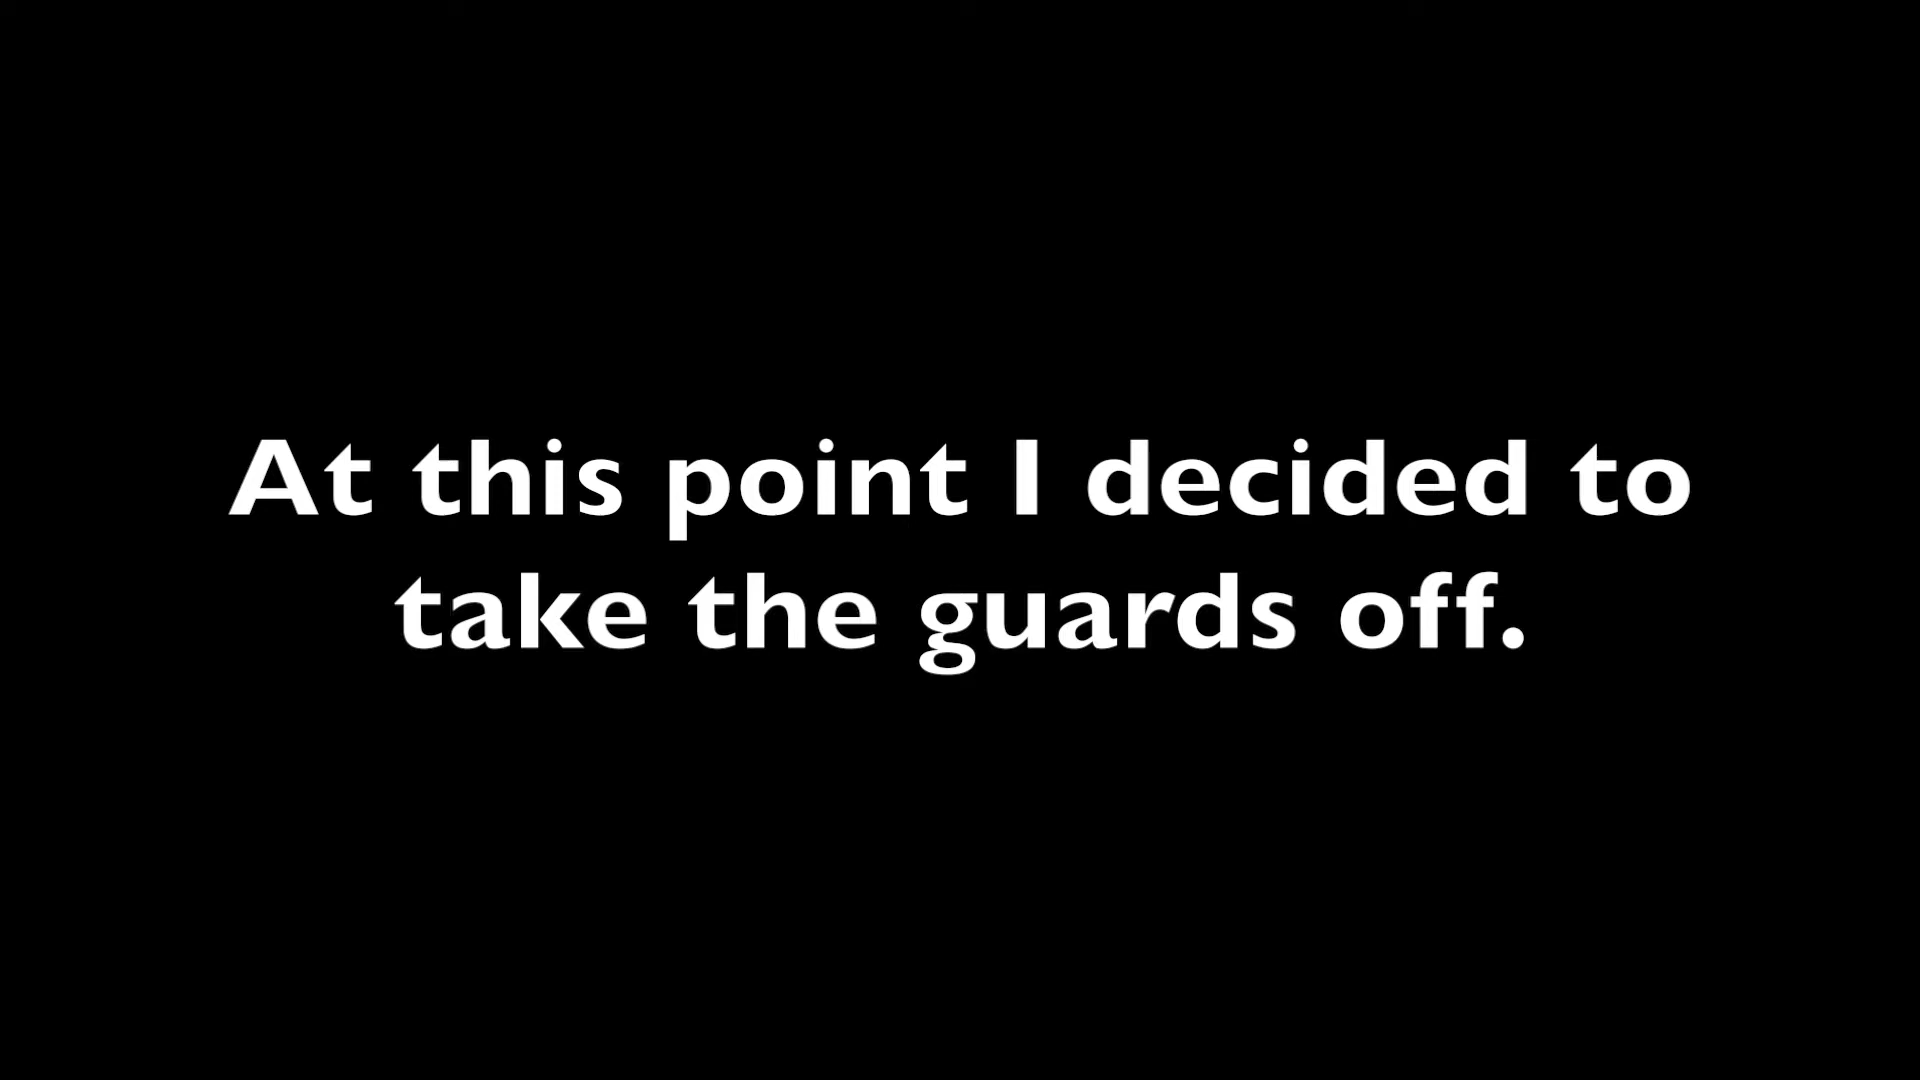 At this point I decided to
take the guards off.